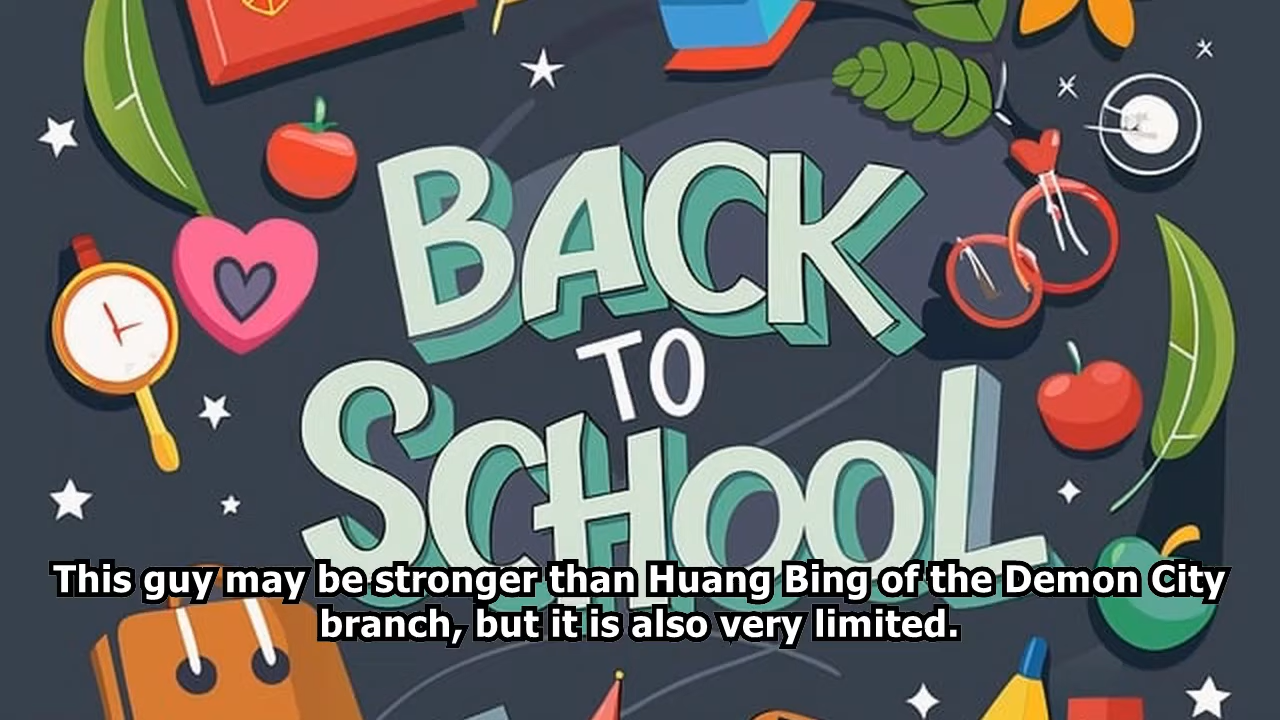 BACK
TO
SCHOOL
This guy may be stronger than Huang Bing of the Demon City
branch, but it is also very limited.